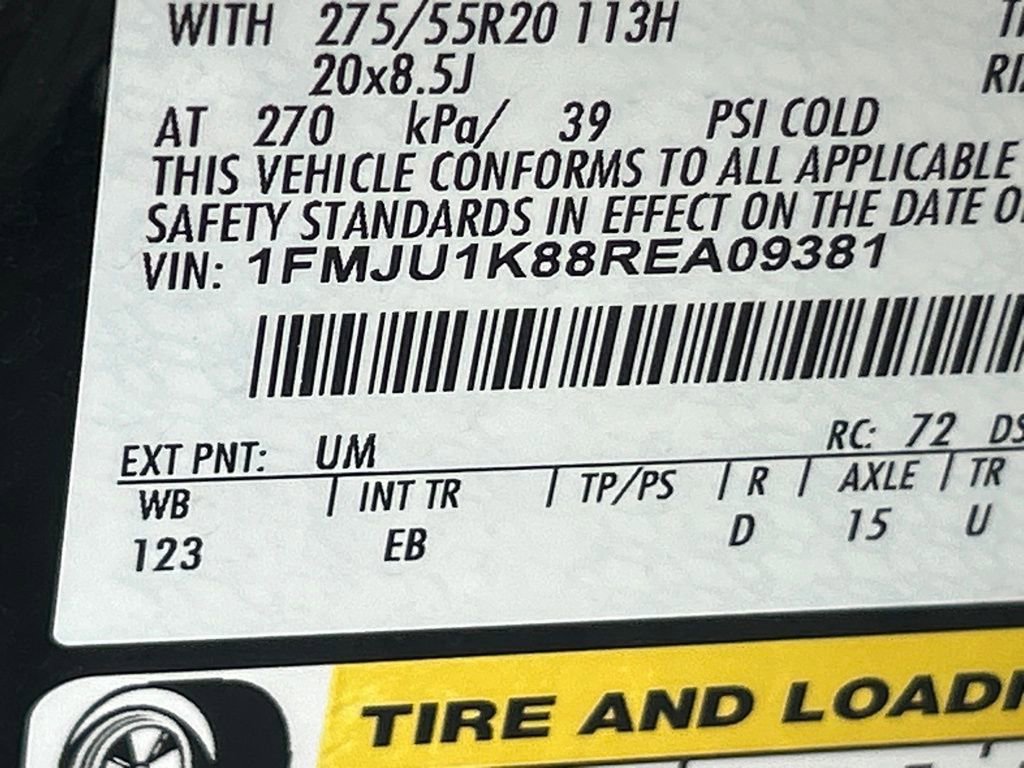 WITH 275/55R20 113H
20x8.5J
AT 270 kPa/ 39 PSI COLD
THIS VEHICLE CONFORMS TO ALL APPLICABLE
SAFETY STANDARDS IN EFFECT ON THE DATE
VIN: 1FMJU1K88REA09381
EXT PNT: UM RC: 72 DS
WB | INT TR | TP/PS | R | AXLE | TR
123 EB D 15 U
TIRE AND LOAD